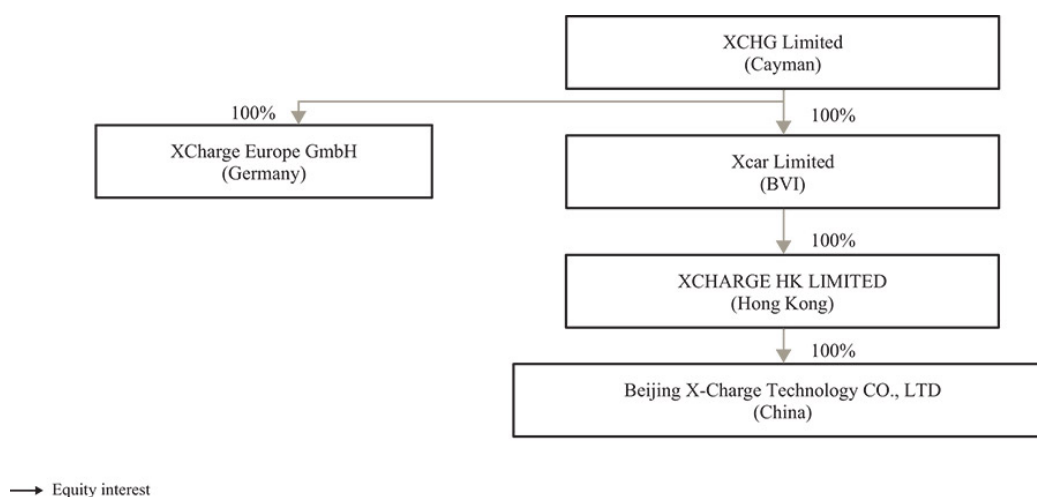 XCHG Limited
(Cayman)
100%
100%
XCharge Europe GmbH
(Germany)
Xcar Limited
(BVI)
100%
XCHARGE HK LIMITED
(Hong Kong)
100%
Beijing X-Charge Technology CO., LTD
(China)
Equity interest